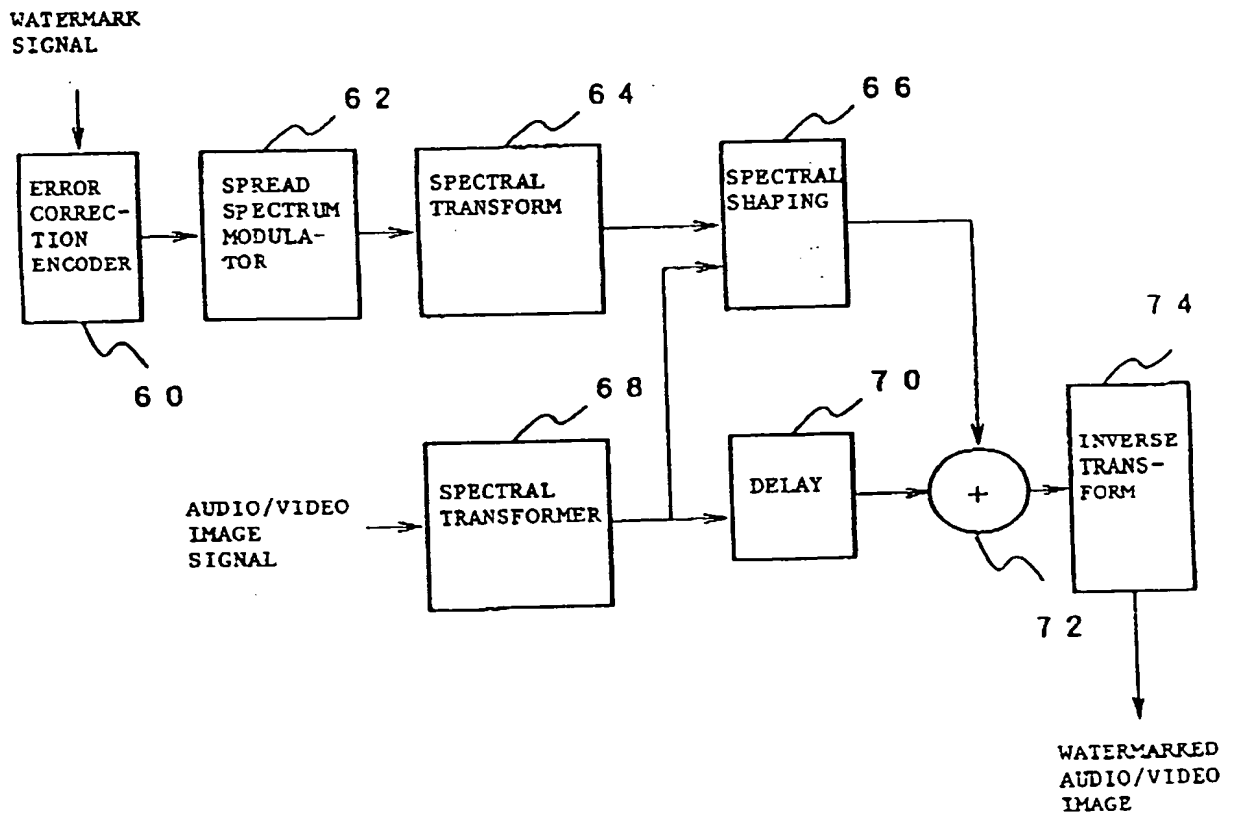 WATERMARK
SIGNAL
62
64
66
ERROR
CORREC-
TION
ENCODER
SPREAD
SPECTRUM
MODULA-
TOR
SPECTRAL
TRANSFORM
SPECTRAL
SHAPING
60
68
70
74
AUDIO/VIDEO
IMAGE
SIGNAL
SPECTRAL
TRANSFORMER
DELAY
+
INVERSE
TRANS-
FORM
72
WATERMARKED
AUDIO/VIDEO
IMAGE